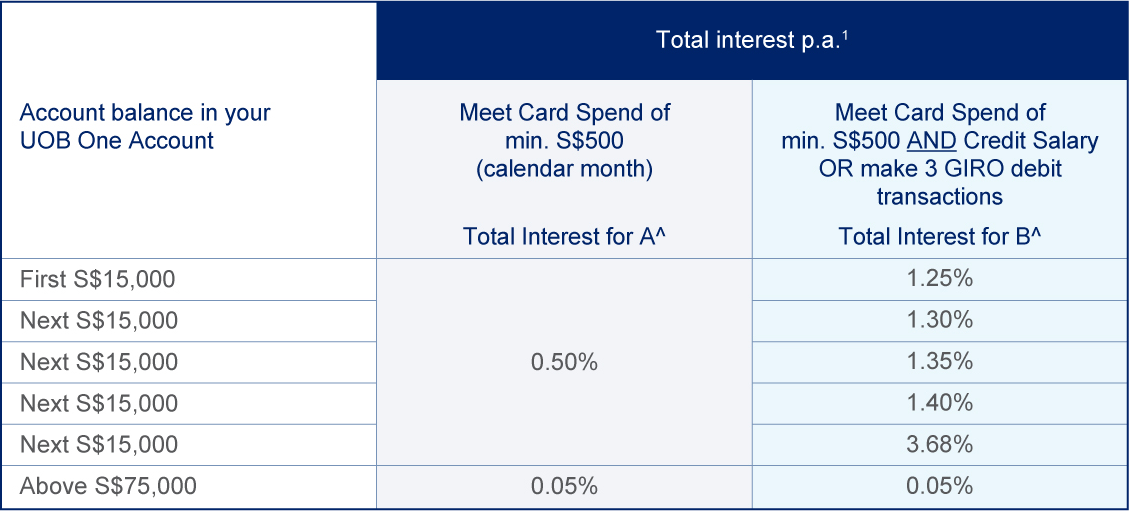 Total interest p.a.¹
Account balance in your
UOB One Account
Meet Card Spend of
min. S$500
(calendar month)
Total Interest for A^
Meet Card Spend of
min. S$500 AND Credit Salary
OR make 3 GIRO debit
transactions
Total Interest for B^
First S$15,000
1.25%
Next S$15,000
1.30%
Next S$15,000
0.50%
1.35%
Next S$15,000
1.40%
Next S$15,000
3.68%
Above S$75,000
0.05%
0.05%